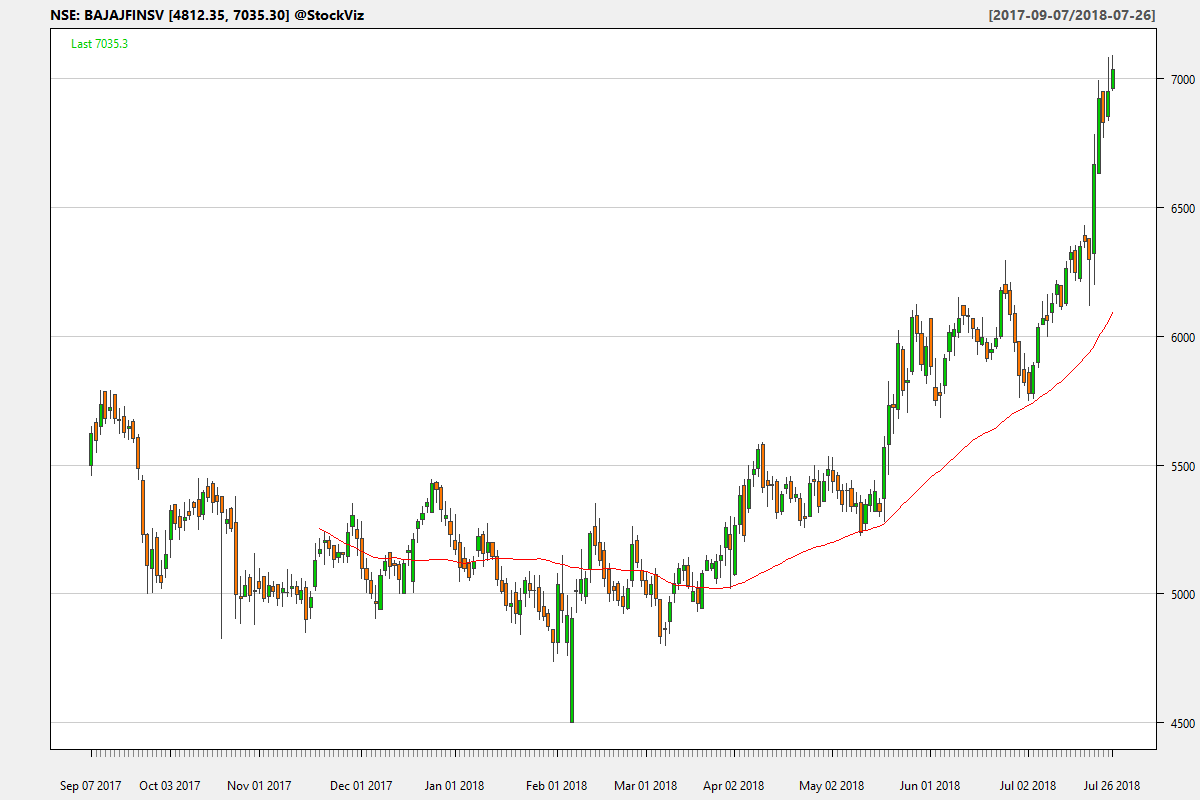 NSE: BAJAJFINSV [4812.35, 7035.30] @StockViz [2017-09-07/2018-07-26]
Last 7035.3
7000
6500
6000
5500
5000
4500
Sep 07 2017 Oct 03 2017 Nov 01 2017 Dec 01 2017 Jan 01 2018 Feb 01 2018 Mar 01 2018 Apr 02 2018 May 02 2018 Jun 01 2018 Jul 02 2018 Jul 26 2018